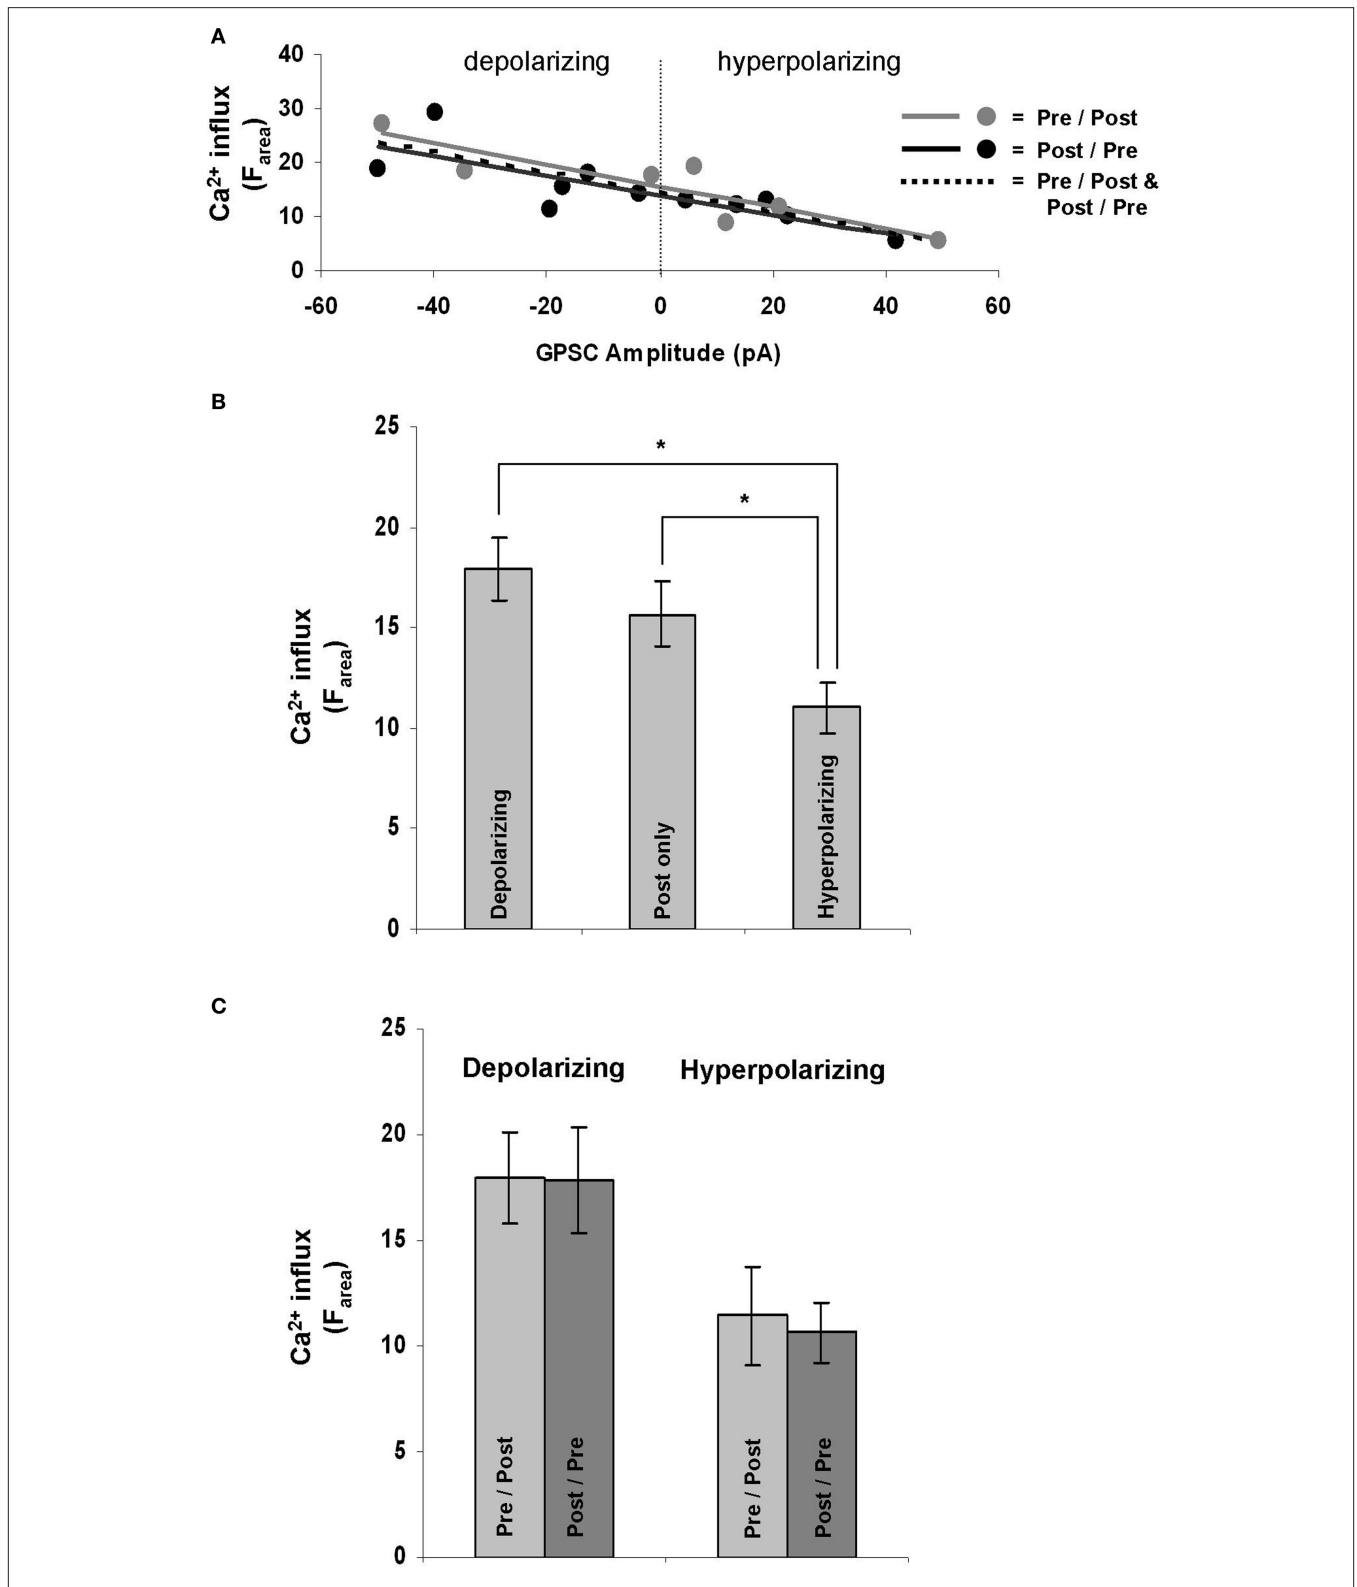 A
40
30
20
10
0
Ca2+ influx
(Farea)
depolarizing
hyperpolarizing
= Pre / Post
= Post / Pre
= Pre / Post &
Post / Pre
-60
-40
-20
0
20
40
60
GPSC Amplitude (pA)
B
25
20
15
10
5
0
Ca2+ influx
(Farea)
*
*
Depolarizing
Post only
Hyperpolarizing
C
25
20
15
10
5
0
Ca2+ influx
(Farea)
Depolarizing
Hyperpolarizing
Pre / Post
Post / Pre
Pre / Post
Post / Pre